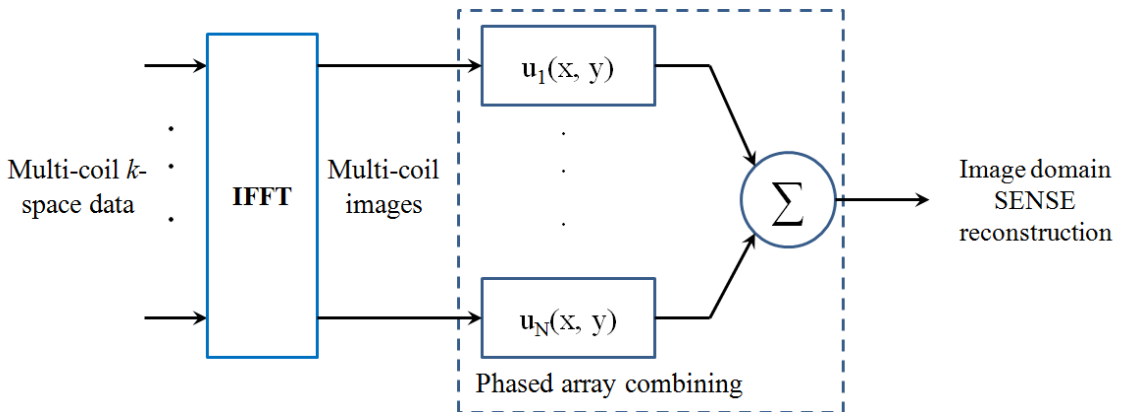 Multi-coil k-
space data
IFFT
Multi-coil
images
u1(x, y)
uN(x, y)
Phased array combining
∑
Image domain
SENSE
reconstruction